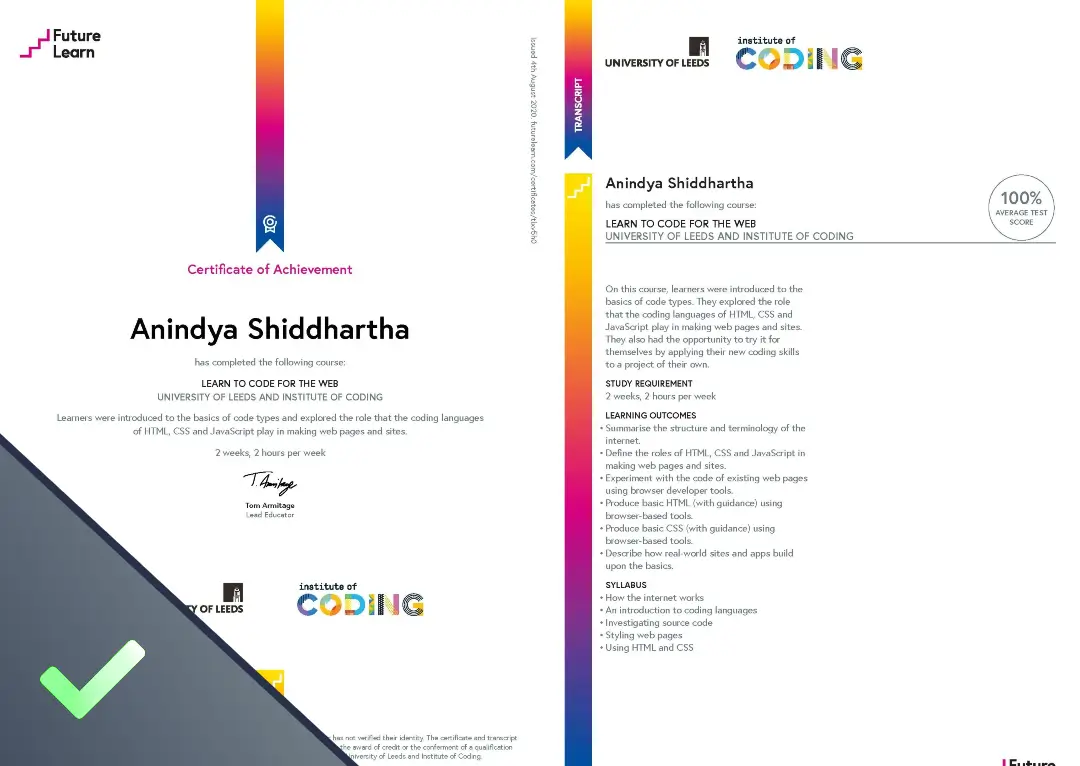 Future
Learn
Certificate of Achievement
Anindya Shiddhartha
has completed the following course:
LEARN TO CODE FOR THE WEB
UNIVERSITY OF LEEDS AND INSTITUTE OF CODING
Learners were introduced to the basics of code types and explored the role that the coding languages
of HTML, CSS and JavaScript play in making web pages and sites.
2 weeks, 2 hours per week
T. Armitage
Tom Armitage
Lead Educator
OF LEEDS
institute of
CODING
has not verified their identity. The certificate and transcript
the award of credit or the conferment of a qualification
University of Leeds and Institute of Coding.
Issued 4th August 2020.
TRANSCRIPT
UNIVERSITY OF LEEDS
institute of
CODING
Anindya Shiddhartha
has completed the following course:
LEARN TO CODE FOR THE WEB
UNIVERSITY OF LEEDS AND INSTITUTE OF CODING
100%
AVERAGE TEST
SCORE
On this course, learners were introduced to the
basics of code types. They explored the role
that the coding languages of HTML, CSS and
JavaScript play in making web pages and sites.
They also had the opportunity to try it for
themselves by applying their new coding skills
to a project of their own.
STUDY REQUIREMENT
2 weeks, 2 hours per week
LEARNING OUTCOMES
• Summarise the structure and terminology of the
internet.
• Define the roles of HTML, CSS and JavaScript in
making web pages and sites.
• Experiment with the code of existing web pages
using browser developer tools.
• Produce basic HTML (with guidance) using
browser-based tools.
• Produce basic CSS (with guidance) using
browser-based tools.
• Describe how real-world sites and apps build
upon the basics.
SYLLABUS
• How the internet works
• An introduction to coding languages
• Investigating source code
• Styling web pages
• Using HTML and CSS
Future